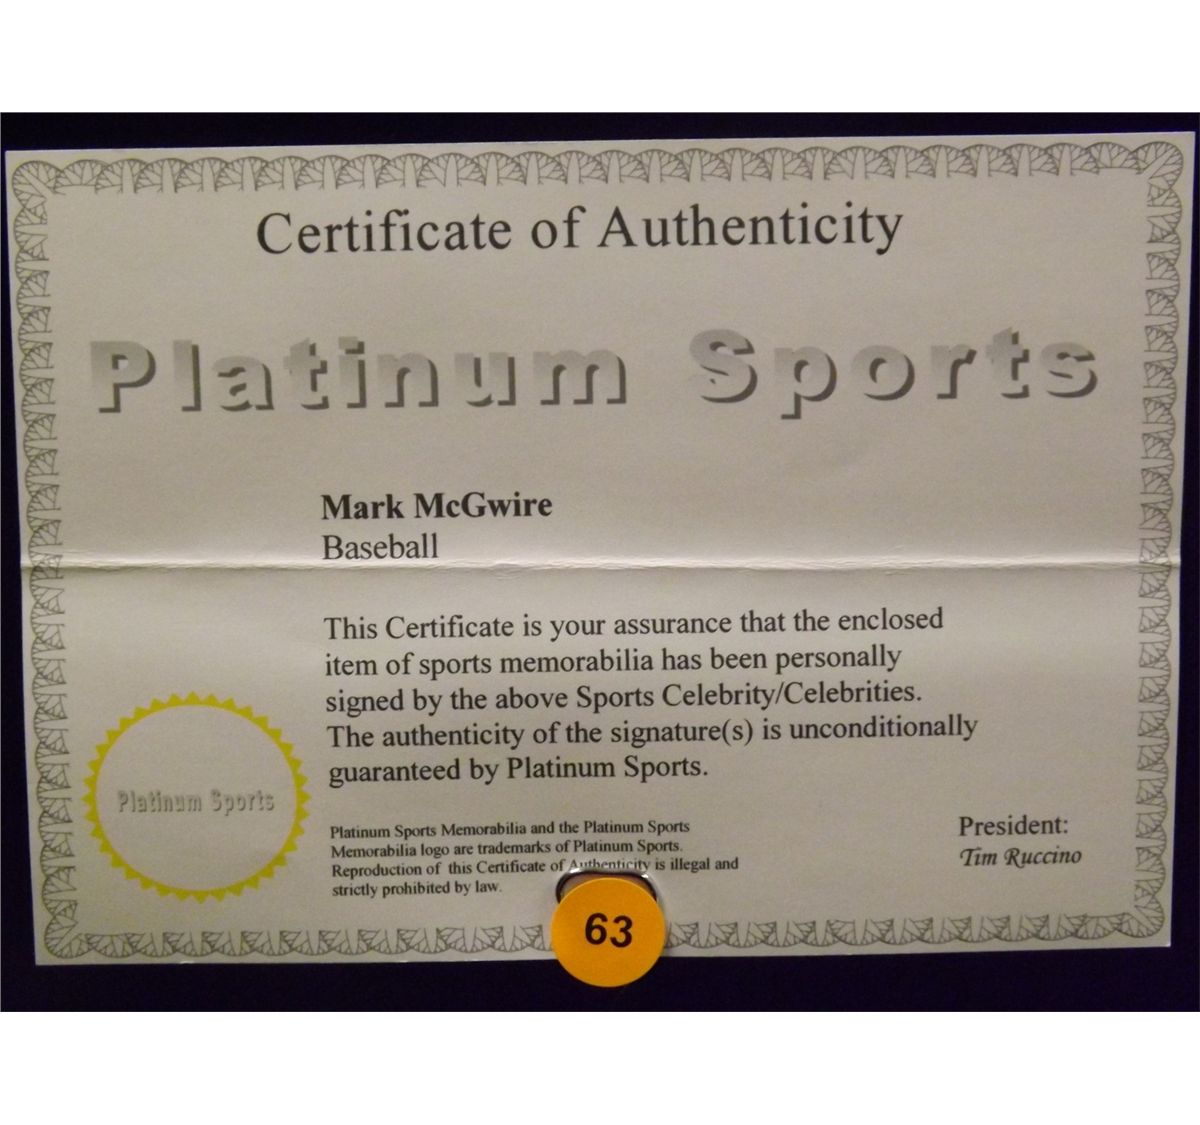 Certificate of Authenticity
Platinum Sports
Mark McGwire
Baseball
This Certificate is your assurance that the enclosed
item of sports memorabilia has been personally
signed by the above Sports Celebrity/Celebrities.
The authenticity of the signature(s) is unconditionally
guaranteed by Platinum Sports.
Platinum Sports
Platinum Sports Memorabilia and the Platinum Sports
Memorabilia logo are trademarks of Platinum Sports.
Reproduction of this Certificate of Authenticity is illegal and
strictly prohibited by law.
President:
Tim Ruccino
63